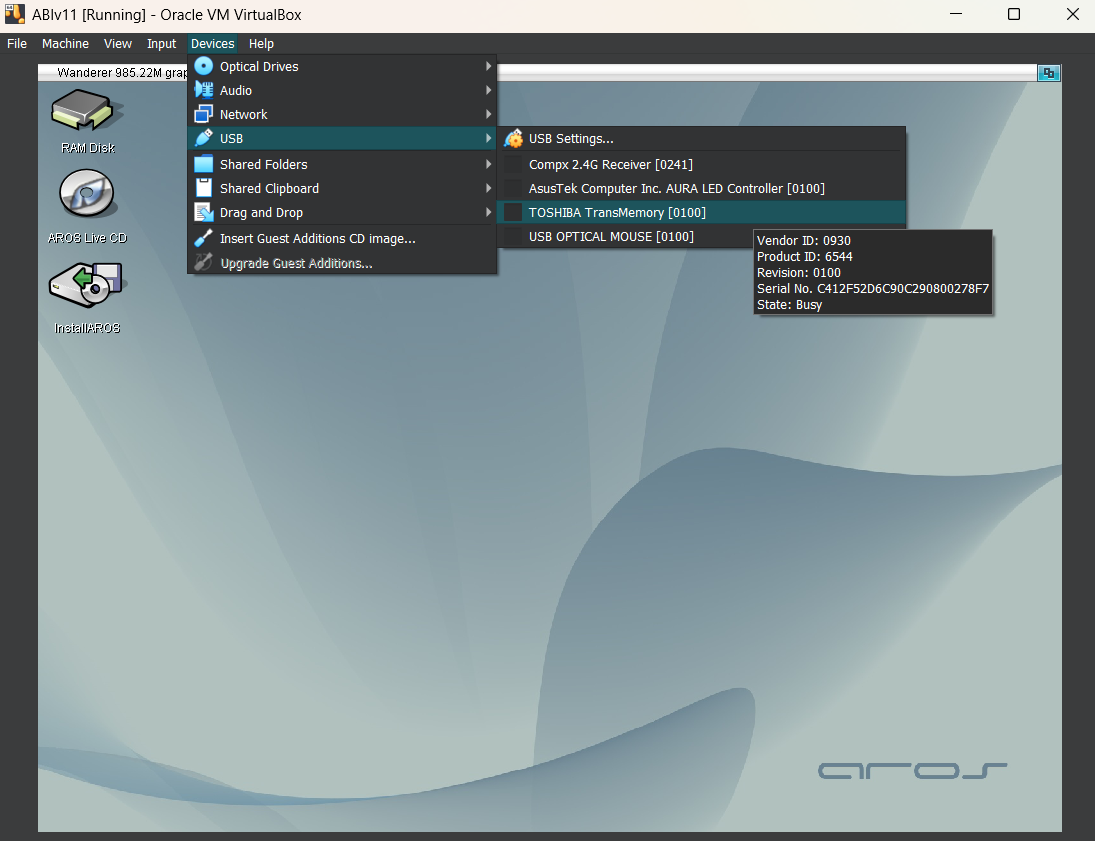 ABIv11 [Running] - Oracle VM VirtualBox
File Machine View Input Devices Help
Wanderer 985.22M grap
Optical Drives
Audio
Network
USB
Shared Folders
Shared Clipboard
Drag and Drop
Insert Guest Additions CD image...
Upgrade Guest Additions...
USB Settings...
Compx 2.4G Receiver [0241]
AsusTek Computer Inc. AURA LED Controller [0100]
TOSHIBA TransMemory [0100]
USB OPTICAL MOUSE [0100]
Vendor ID: 0930
Product ID: 6544
Revision: 0100
Serial No. C412F52D6C90C290800278F7
State: Busy
RAM Disk
AROS Live CD
InstallAROS
aros